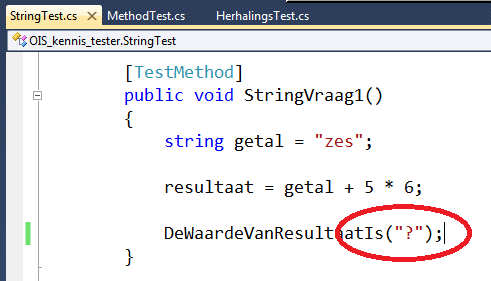 StringTest.cs MethodTest.cs HerhalingsTest.cs
OIS_kennis_tester.StringTest
[TestMethod]
public void StringVraag1()
{
string getal = "zes";
resultaat = getal + 5 * 6;
DeWaardeVanResultaatIs("?");
}